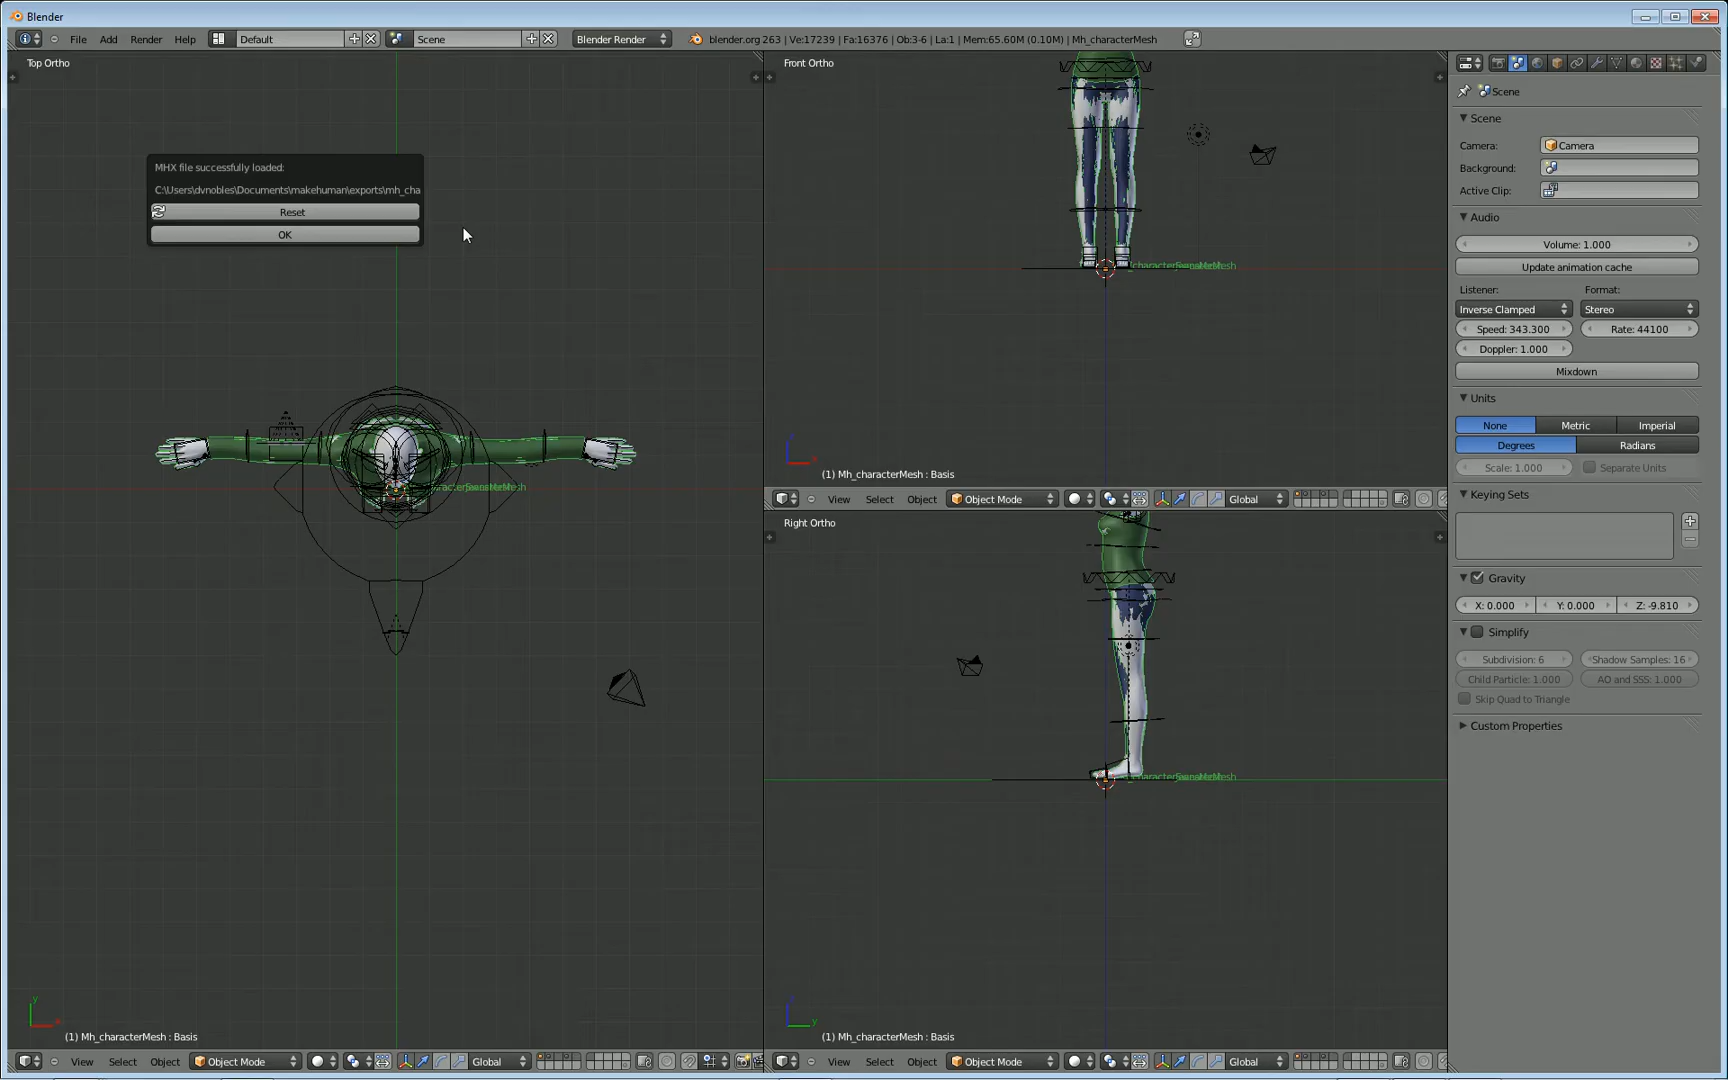 Blender
File Add Render Help Default Scene Blender Render blender.org 263 | Ve:17239 | Fa:16376 | Ob:3-6 | La:1 | Mem:65.60M (0.10M) | Mh_characterMesh
Top Ortho
MHX file successfully loaded:
C:\Users\dvnobles\Documents\makehuman\exports\mh_cha
Reset
OK
y
(1) Mh_characterMesh : Basis
View Select Object Object Mode Global
Front Ortho
(1) Mh_characterMesh : Basis
View Select Object Object Mode Global
Right Ortho
y
(1) Mh_characterMesh : Basis
View Select Object Object Mode Global
Scene
Scene
Camera: Camera
Background:
Active Clip:
Audio
Volume: 1.000
Update animation cache
Listener: Format:
Inverse Clamped Stereo
Speed: 343.300 Rate: 44100
Doppler: 1.000
Mixdown
Units
None Metric Imperial
Degrees Radians
Scale: 1.000 Separate Units
Keying Sets
Gravity
X: 0.000 Y: 0.000 Z: -9.810
Simplify
Subdivision: 6 Shadow Samples: 16
Child Particle: 1.000 AO and SSS: 1.000
Skip Quad to Triangle
Custom Properties